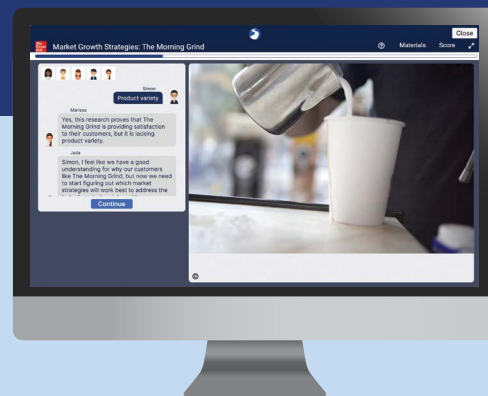 Close
Market Growth Strategies: The Morning Grind
Materials
Score
Simon
Product variety
Marissa
Yes, this research proves that The
Morning Grind is providing satisfaction
to their customers, but it is lacking
product variety.
Jada
Simon, I feel like we have a good
understanding for why our customers
like The Morning Grind, but now we need
to start figuring out which market
strategies will work best to address the
Continue